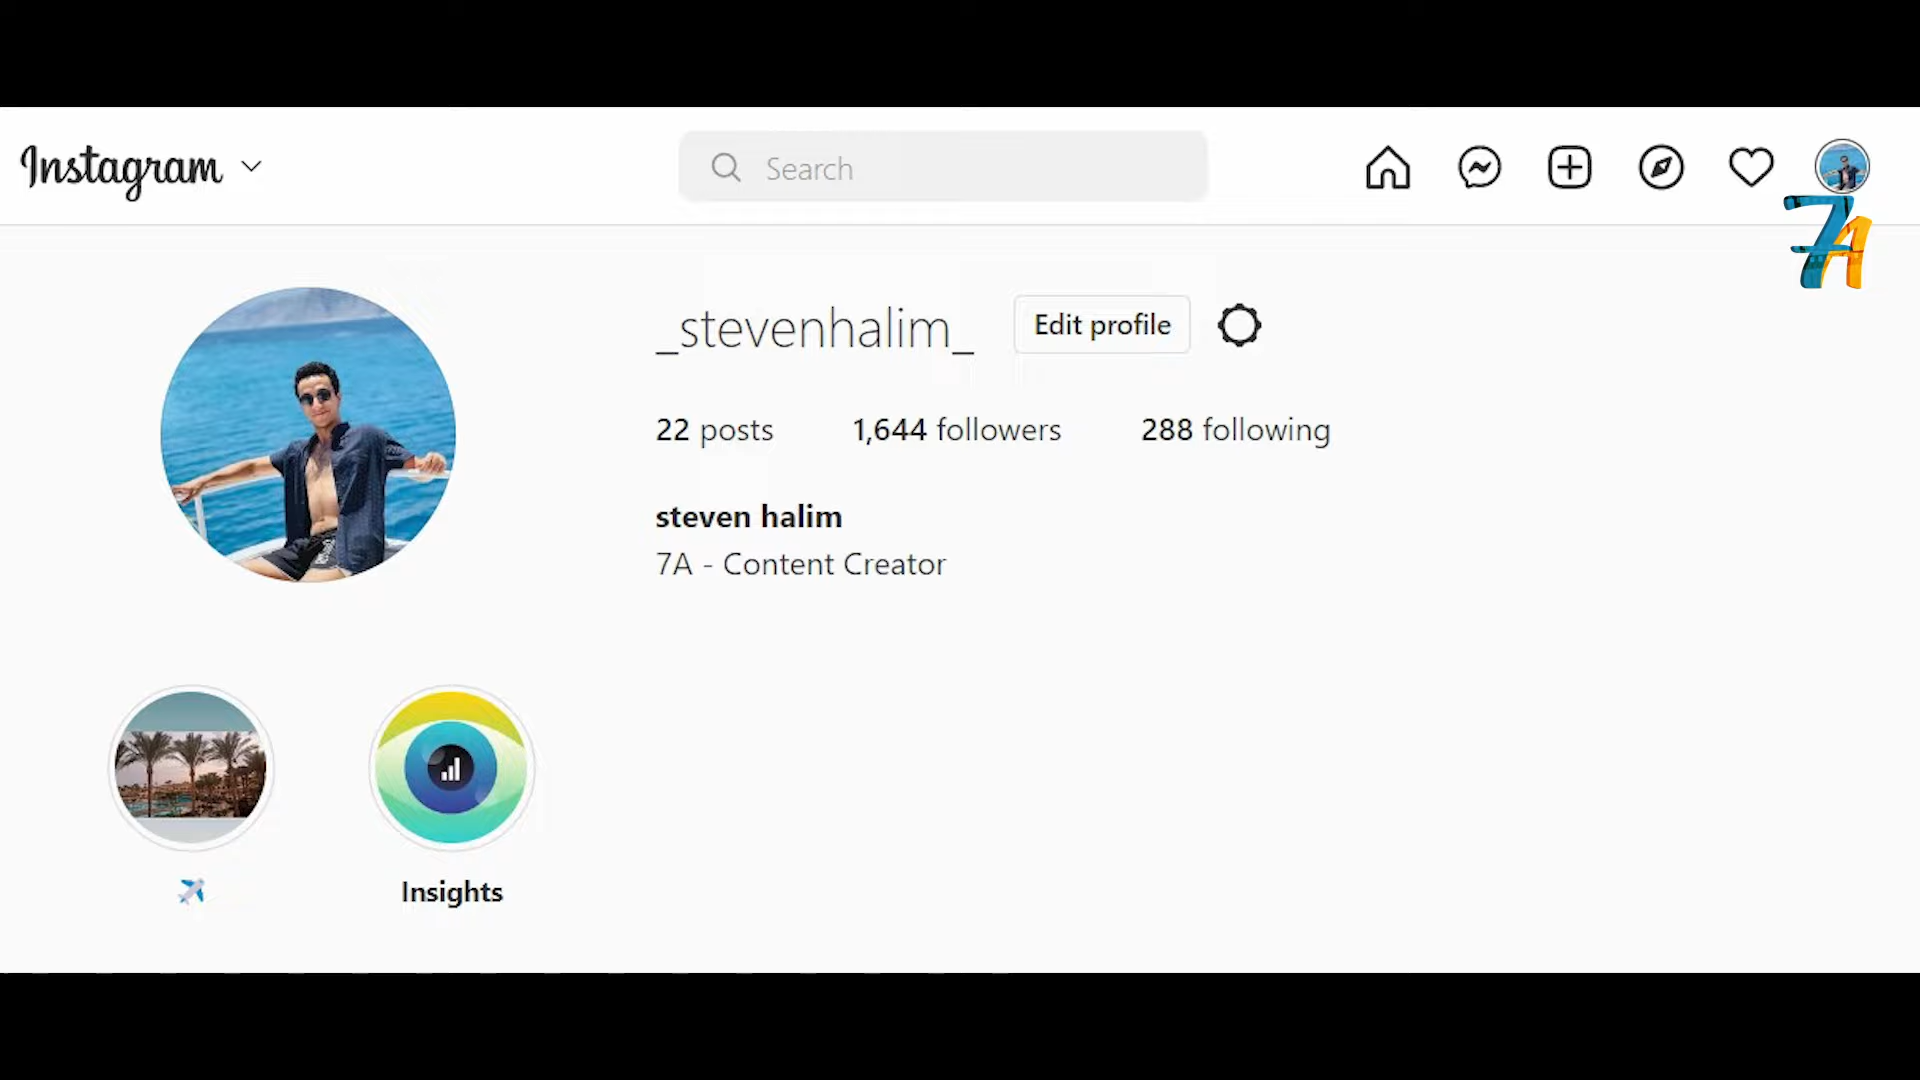 Instagram
Search
7A
_stevenhalim_
Edit profile
22 posts
1,644 followers
288 following
steven halim
7A - Content Creator
Insights